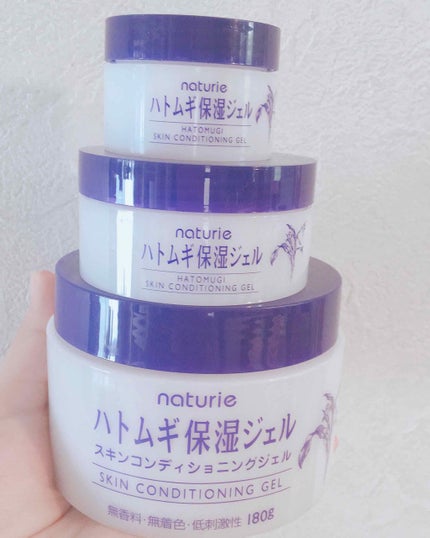 naturie
ハトムギ保湿ジェル
HATOMUGI
SKIN CONDITIONING GEL
naturie
ハトムギ保湿ジェル
HATOMUGI
SKIN CONDITIONING GEL
naturie
ハトムギ保湿ジェル
スキンコンディショニングジェル
SKIN CONDITIONING GEL
無香料・無着色・低刺激性 180g